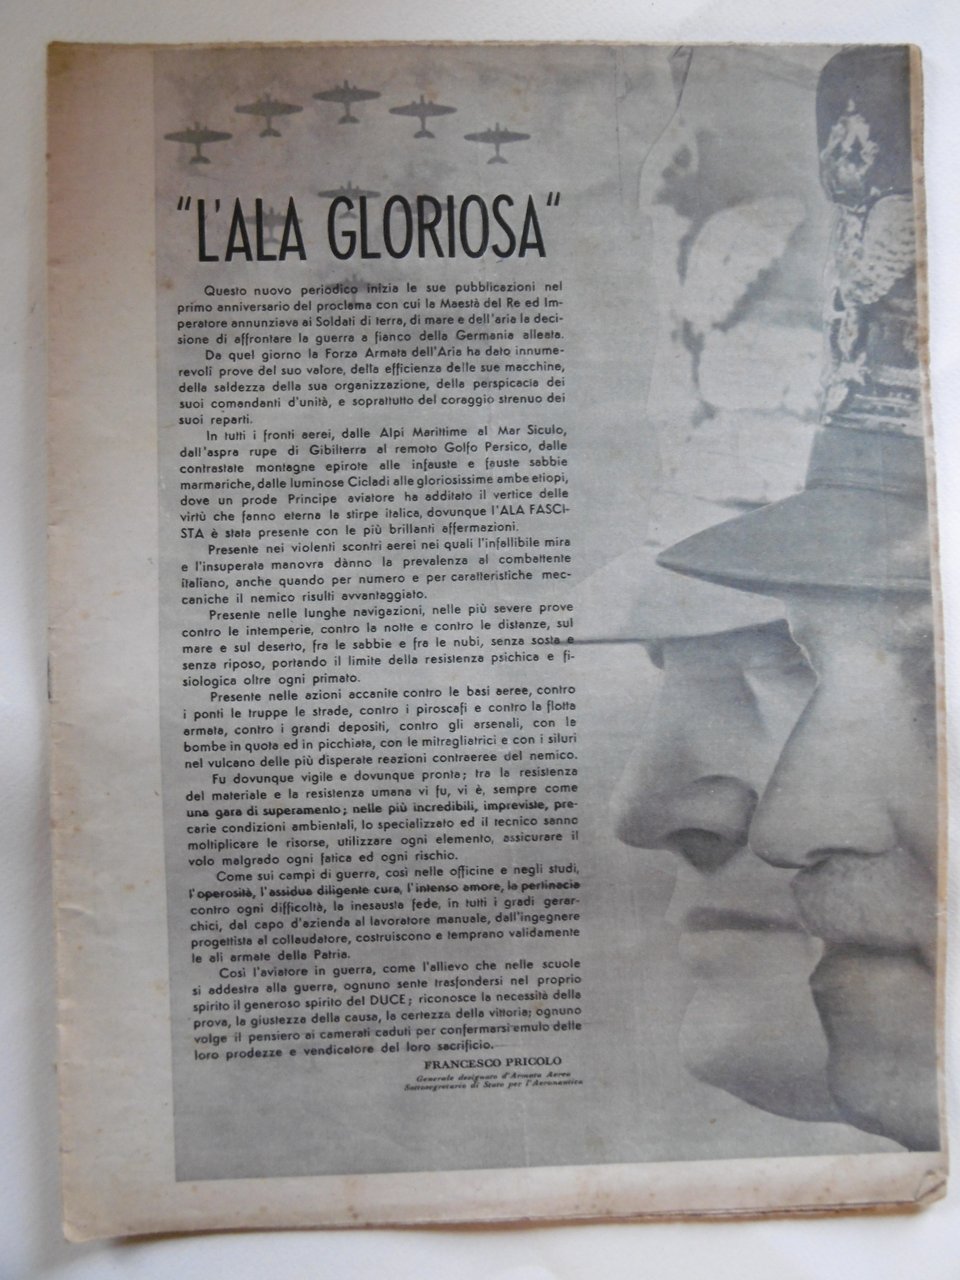 "L'ALA GLORIOSA"
Questo nuovo periodico inizia le sue pubblicazioni nel
primo anniversario del proclama con cui la Maestà del Re ed Im-
peratore annunziava ai Soldati di terra, di mare e dell'aria la deci-
sione di affrontare la guerra a fianco della Germania alleata.
Da quel giorno la Forza Armata dell'Aria ha dato innume-
revoli prove del suo valore, della efficienza delle sue macchine,
della saldezza della sua organizzazione, della perspicacia dei
suoi comandanti d'unità, e soprattutto del coraggio strenuo dei
suoi reparti.
In tutti i fronti aerei, dalle Alpi Marittime al Mar Siculo,
dall'aspra rupe di Gibilterra al remoto Golfo Persico, dalle
contrastate montagne epirote alle infauste e fauste sabbie
marmariche, dalle luminose Cicladi alle gloriosissime ambe etiopi,
dove un prode Principe aviatore ha additato il vertice delle
virtù che fanno eterna la stirpe italica, dovunque l'ALA FASCI-
STA è stata presente con le più brillanti affermazioni.
Presente nei violenti scontri aerei nei quali l'infallibile mira
e l'insuperata manovra dànno la prevalenza al combattente
italiano, anche quando per numero e per caratteristiche mec-
caniche il nemico risulti avvantaggiato.
Presente nelle lunghe navigazioni, nelle più severe prove
contro le intemperie, contro la notte e contro le distanze, sul
mare e sul deserto, fra le sabbie e fra le nubi, senza sosta e
senza riposo, portando il limite della resistenza psichica e fi-
siologica oltre ogni primato.
Presente nelle azioni accanite contro le basi aeree, contro
i ponti le truppe le strade, contro i piroscafi e contro la flotta
armata, contro i grandi depositi, contro gli arsenali, con le
bombe in quota ed in picchiata, con le mitragliatrici e con i siluri
nel vulcano delle più disperate reazioni contraeree del nemico.
Fu dovunque vigile e dovunque pronta; tra la resistenza
del materiale e la resistenza umana vi fu, vi è, sempre come
una gara di superamento; nelle più incredibili, impreviste, pre-
carie condizioni ambientali, lo specializzato ed il tecnico sanno
moltiplicare le risorse, utilizzare ogni elemento, assicurare il
volo malgrado ogni fatica ed ogni rischio.
Come sui campi di guerra, così nelle officine e negli studi,
l'operosità, l'assidua diligente cura, l'intenso amore, la pertinacia
contro ogni difficoltà, la inesausta fede, in tutti i gradi gerar-
chici, dal capo d'azienda al lavoratore manuale, dall'ingegnere
progettista al collaudatore, costruiscono e temprano validamente
le ali armate della Patria.
Così l'aviatore in guerra, come l'allievo che nelle scuole
si addestra alla guerra, ognuno sente trasfondersi nel proprio
spirito il generoso spirito del DUCE; riconosce la necessità della
prova, la giustezza della causa, la certezza della vittoria; ognuno
volge il pensiero ai camerati caduti per confermarsi emulo delle
loro prodezze e vendicatore del loro sacrificio.
FRANCESCO PRICOLO
Generale designato d'Armata Aerea
Sottosegretario di Stato per l'Aeronautica